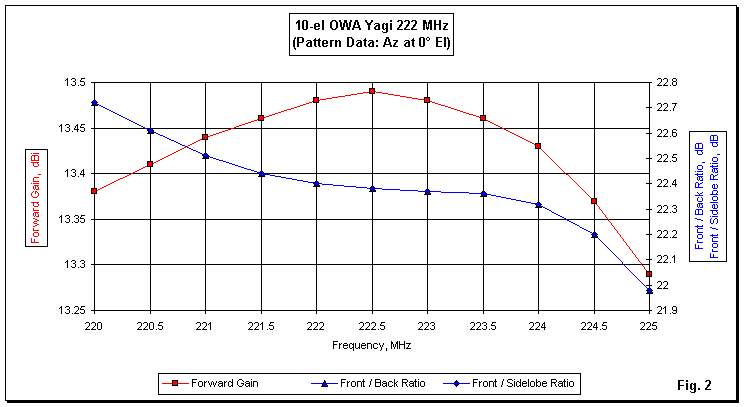 10-el OWA Yagi 222 MHz
(Pattern Data: Az at 0° El)
Forward Gain, dBi
13.5
13.45
13.4
13.35
13.3
13.25
22.8
22.7
22.6
22.5
22.4
22.3
22.2
22.1
22
21.9
Front / Back Ratio, dB
Front / Sidelobe Ratio, dB
220 220.5 221 221.5 222 222.5 223 223.5 224 224.5 225
Frequency, MHz
Forward Gain Front / Back Ratio Front / Sidelobe Ratio
Fig. 2